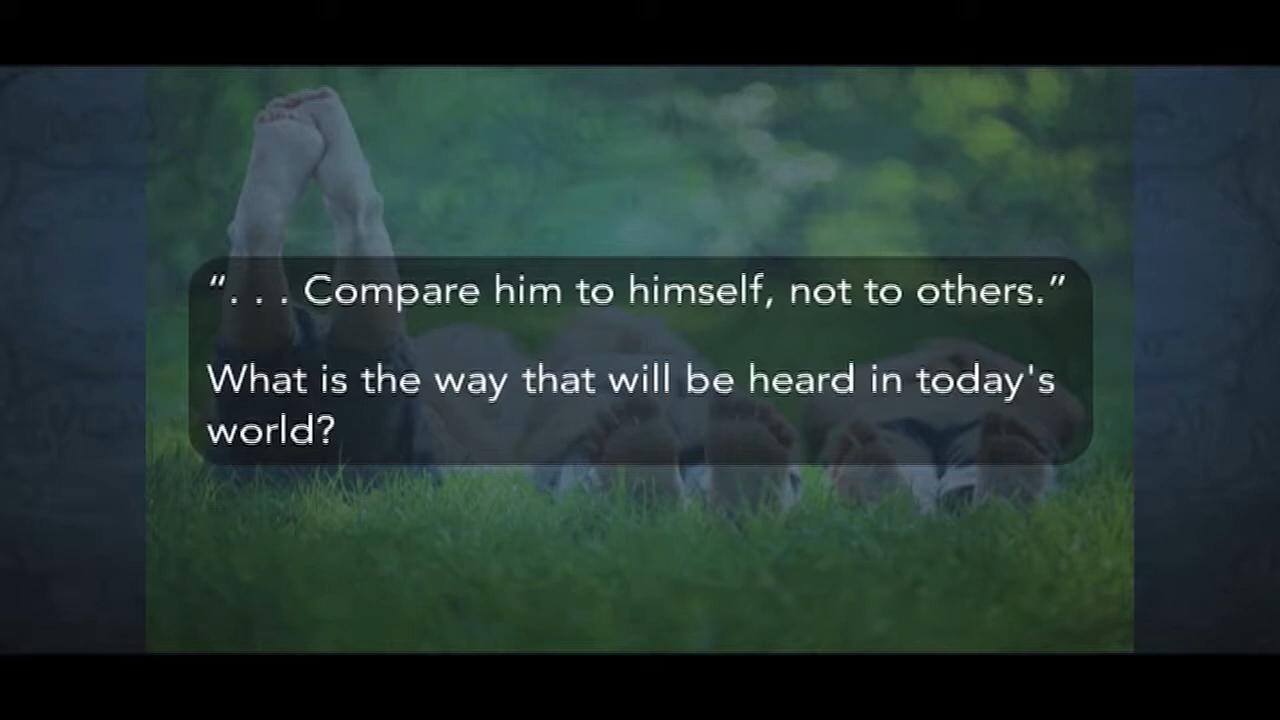 “. . . Compare him to himself, not to others.”
What is the way that will be heard in today's
world?